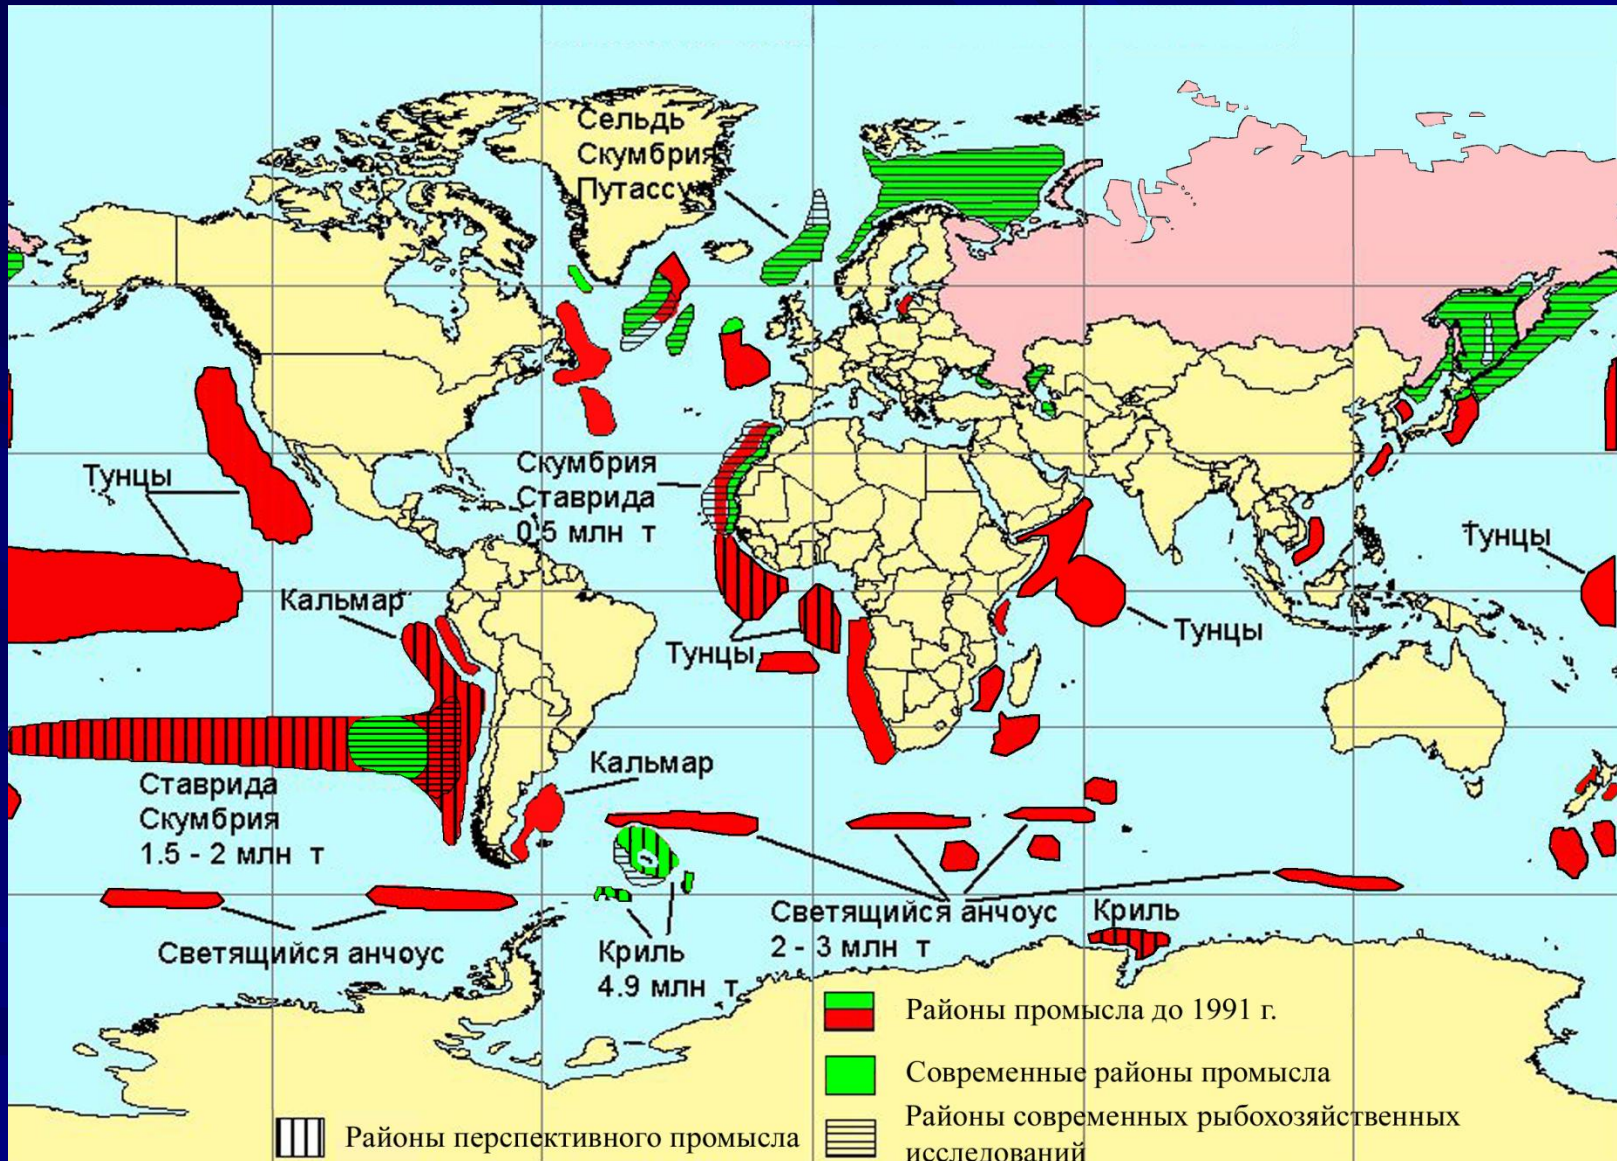 Сельдь
Скумбрия
Путассу
Тунцы
Скумбрия
Ставрида
0.5 млн т
Тунцы
Кальмар
Тунцы
Тунцы
Ставрида
Скумбрия
1.5 - 2 млн т
Кальмар
Светящийся анчоус
Криль
4.9 млн т
Светящийся анчоус
2 - 3 млн т
Криль
Районы промысла до 1991 г.
Современные районы промысла
Районы перспективного промысла
Районы современных рыбохозяйственных
исследований